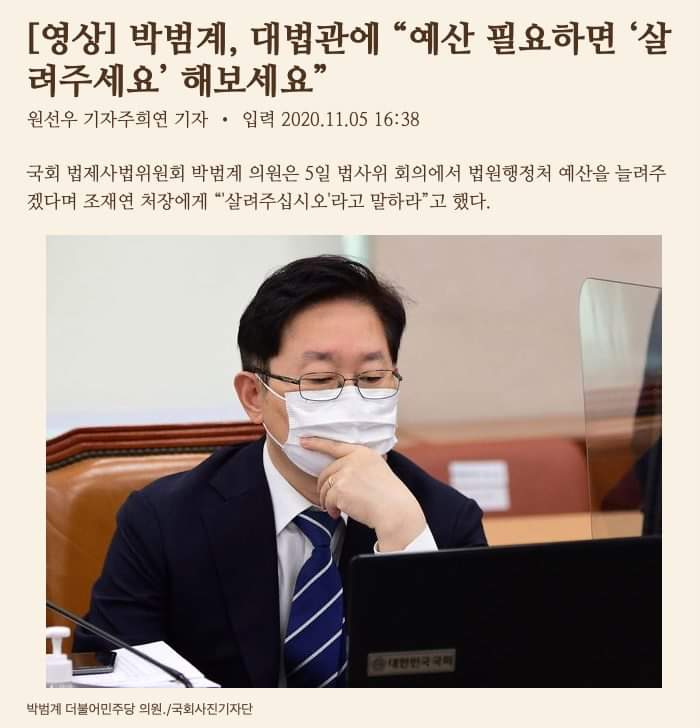 [영상] 박범계, 대법관에 “예산 필요하면 ‘살
려주세요’ 해보세요”
원선우 기자주희연 기자 • 입력 2020.11.05 16:38
국회 법제사법위원회 박범계 의원은 5일 법사위 회의에서 법원행정처 예산을 늘려주
겠다며 조재연 처장에게 “'살려주십시오'라고 말하라”고 했다.
대한민국국회
박범계 더불어민주당 의원./국회사진기자단